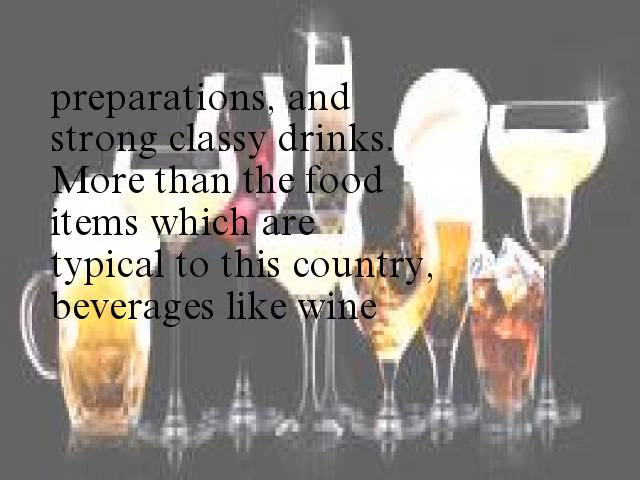 preparations, and
strong classy drinks.
More than the food
items which are
typical to this country,
beverages like wine